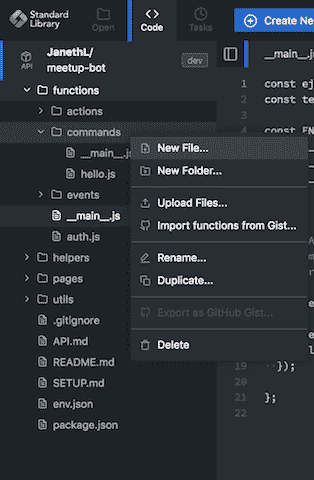 Standard
Library
Open
Code
Tasks
Create Ne
API
JanethL/
meetup-bot
dev
__main__.js
functions
actions
commands
__main__.js
hello.js
events
__main__.js
auth.js
helpers
pages
utils
.gitignore
API.md
README.md
SETUP.md
env.json
package.json
New File...
New Folder...
Upload Files...
Import functions from Gist...
Rename...
Duplicate...
Export as GitHub Gist...
Delete
1 const ej
2 const te
3
4 const EN
19 });
20
21 };
22